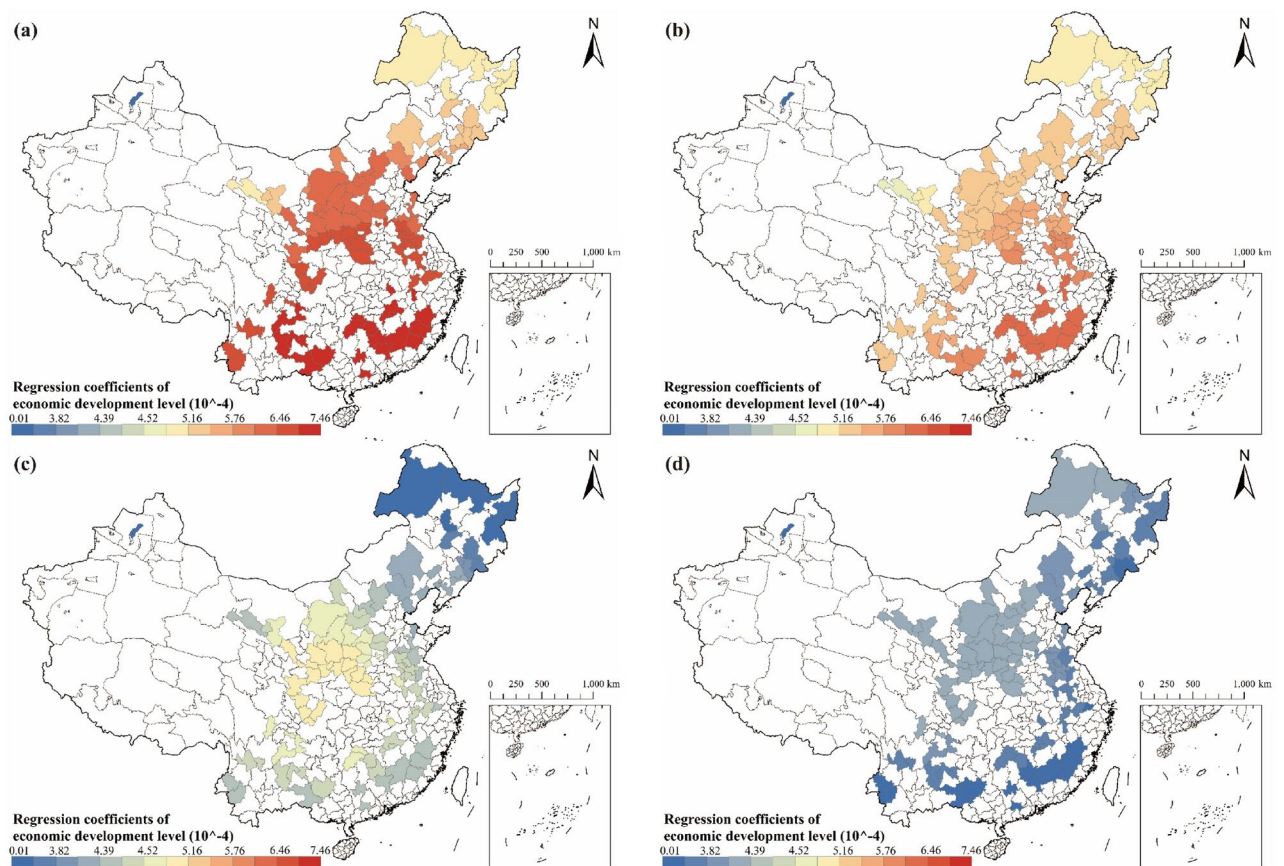 (a)
N
0 500 1,000 km
Regression coefficients of
economic development level (10^-4)
0.01 3.82 4.39 4.52 5.16 5.76 6.46 7.46
(b)
N
0 500 1,000 km
Regression coefficients of
economic development level (10^-4)
0.01 3.82 4.39 4.52 5.16 5.76 6.46 7.46
(c)
N
0 500 1,000 km
Regression coefficients of
economic development level (10^-4)
0.01 3.82 4.39 4.52 5.16 5.76 6.46 7.46
(d)
N
0 500 1,000 km
Regression coefficients of
economic development level (10^-4)
0.01 3.82 4.39 4.52 5.16 5.76 6.46 7.46